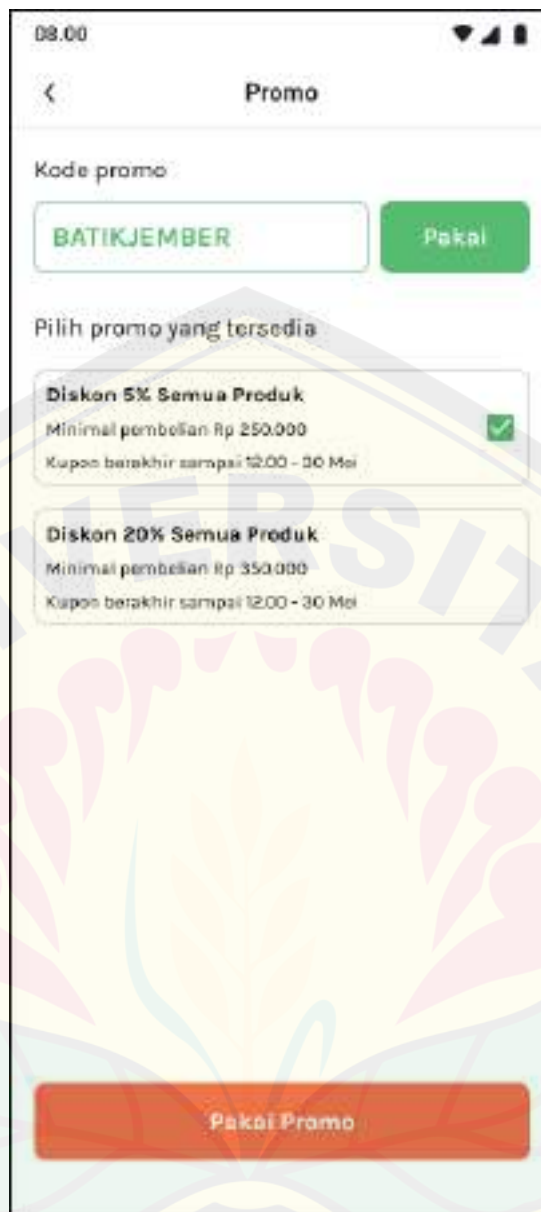 08.00
Promo
Kode promo
BATIKJEMBER
Pakai
Pilih promo yang tersedia
Diskon 5% Semua Produk
Minimal pembelian Rp 250.000
Kupon berakhir sampai 12.00 - 30 Mei
Diskon 20% Semua Produk
Minimal pembelian Rp 350.000
Kupon berakhir sampai 12.00 - 30 Mei
Pakai Promo